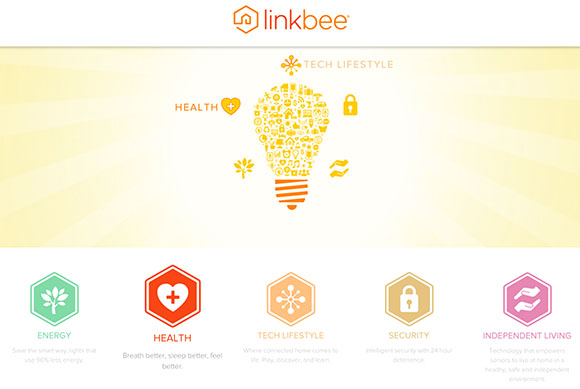 linkbee
TECH LIFESTYLE
HEALTH
ENERGY
Save the smart way, lights that
use 96% less energy.
HEALTH
Breath better, sleep better, feel
better.
TECH LIFESTYLE
Where connected home comes to
life. Play, discover, and learn.
SECURITY
Intelligent security with 24 hour
deterrence.
INDEPENDENT LIVING
Technology that empowers
seniors to live at home in a
healthy, safe and independent
environment.